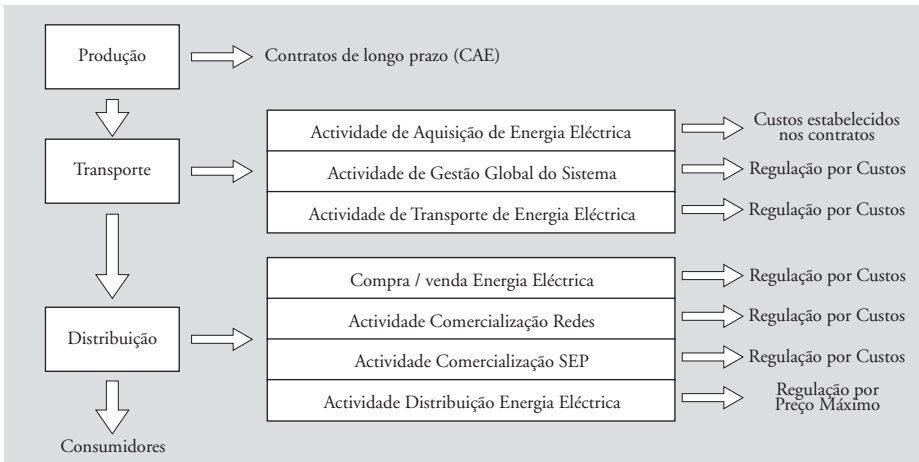 Produção
Contratos de longo prazo (CAE)
Transporte
Actividade de Aquisição de Energia Eléctrica
Custos estabelecidos
nos contratos
Actividade de Gestão Global do Sistema
Regulação por Custos
Actividade de Transporte de Energia Eléctrica
Regulação por Custos
Distribuição
Compra / venda Energia Eléctrica
Regulação por Custos
Actividade Comercialização Redes
Regulação por Custos
Actividade Comercialização SEP
Regulação por Custos
Actividade Distribuição Energia Eléctrica
Regulação por
Preço Máximo
Consumidores